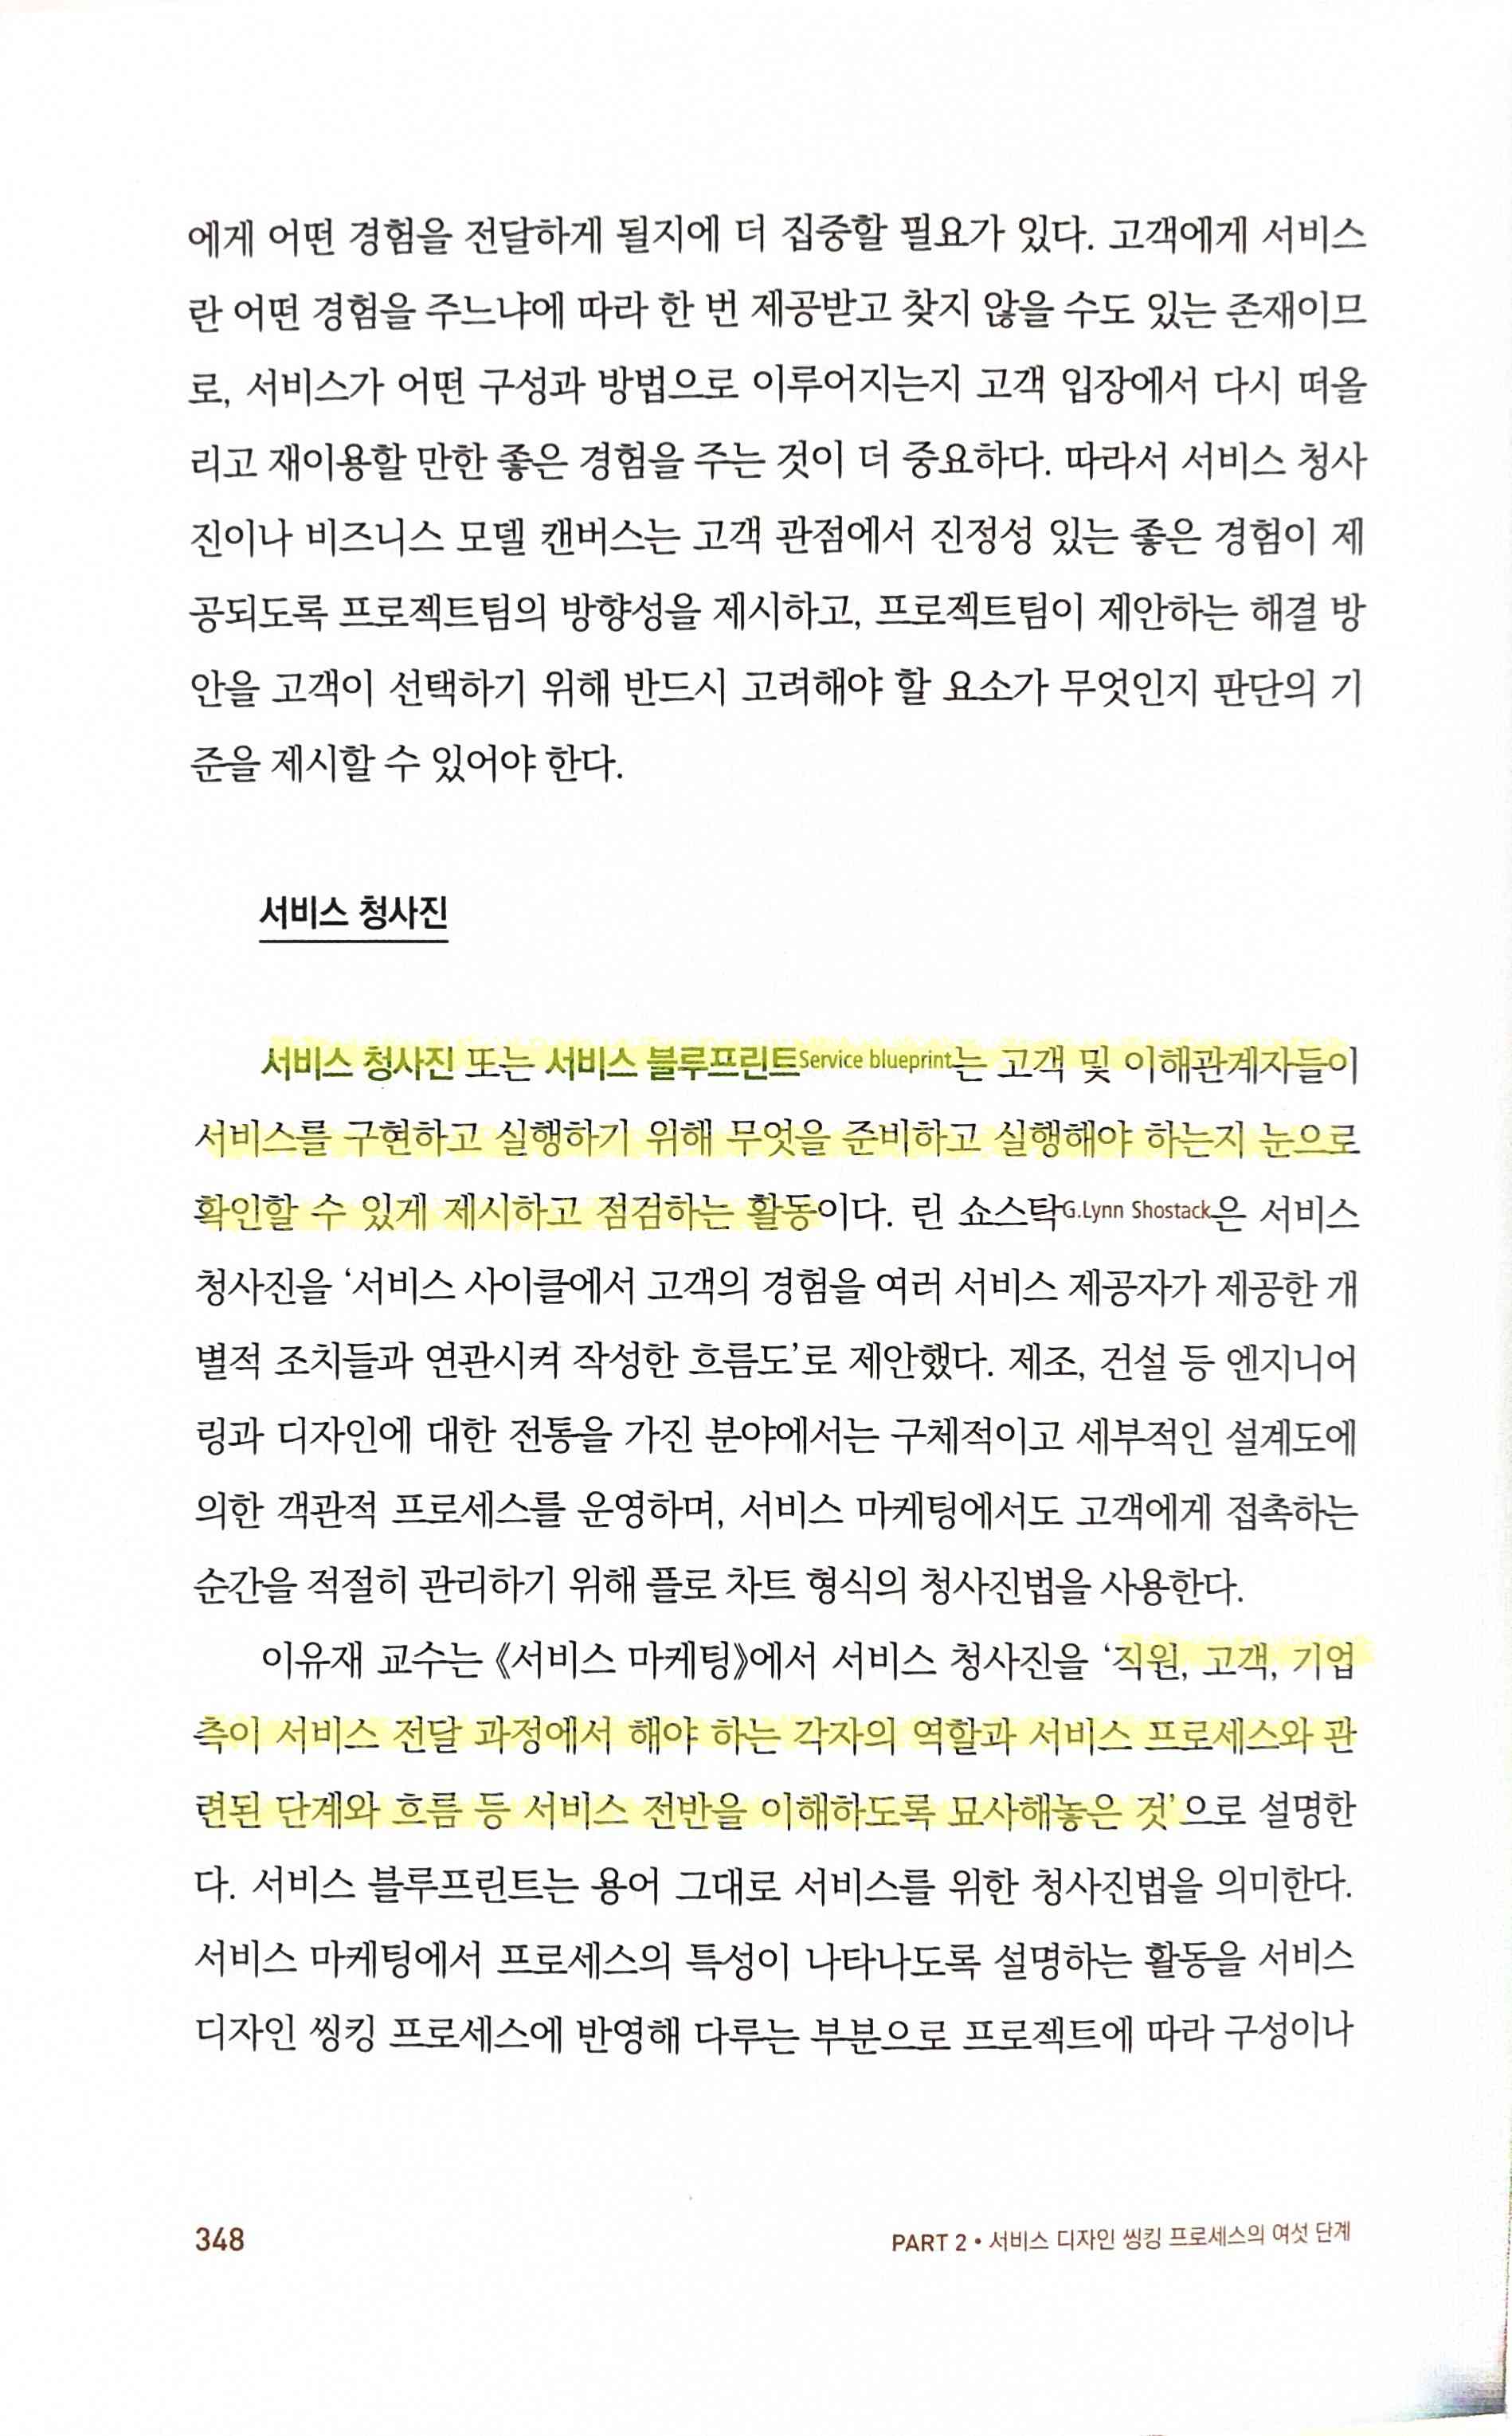 에게 어떤 경험을 전달하게 될지에 더 집중할 필요가 있다. 고객에게 서비스
란 어떤 경험을 주느냐에 따라 한 번 제공받고 찾지 않을 수도 있는 존재이므
로, 서비스가 어떤 구성과 방법으로 이루어지는지 고객 입장에서 다시 떠올
리고 재이용할 만한 좋은 경험을 주는 것이 더 중요하다. 따라서 서비스 청사
진이나 비즈니스 모델 캔버스는 고객 관점에서 진정성 있는 좋은 경험이 제
공되도록 프로젝트팀의 방향성을 제시하고, 프로젝트팀이 제안하는 해결 방
안을 고객이 선택하기 위해 반드시 고려해야 할 요소가 무엇인지 판단의 기
준을 제시할 수 있어야 한다.
서비스 청사진
서비스 청사진 또는 서비스 블루프린트Service blueprint는 고객 및 이해관계자들이
서비스를 구현하고 실행하기 위해 무엇을 준비하고 실행해야 하는지 눈으로
확인할 수 있게 제시하고 점검하는 활동이다. 린 쇼스탁G.Lynn Shostack은 서비스
청사진을 ‘서비스 사이클에서 고객의 경험을 여러 서비스 제공자가 제공한 개
별적 조치들과 연관시켜 작성한 흐름도’로 제안했다. 제조, 건설 등 엔지니어
링과 디자인에 대한 전통을 가진 분야에서는 구체적이고 세부적인 설계도에
의한 객관적 프로세스를 운영하며, 서비스 마케팅에서도 고객에게 접촉하는
순간을 적절히 관리하기 위해 플로 차트 형식의 청사진법을 사용한다.
이유재 교수는 《서비스 마케팅》에서 서비스 청사진을 ‘직원, 고객, 기업
측이 서비스 전달 과정에서 해야 하는 각자의 역할과 서비스 프로세스와 관
련된 단계와 흐름 등 서비스 전반을 이해하도록 묘사해놓은 것’으로 설명한
다. 서비스 블루프린트는 용어 그대로 서비스를 위한 청사진법을 의미한다.
서비스 마케팅에서 프로세스의 특성이 나타나도록 설명하는 활동을 서비스
디자인 씽킹 프로세스에 반영해 다루는 부분으로 프로젝트에 따라 구성이나
348
PART 2 • 서비스 디자인 씽킹 프로세스의 여섯 단계